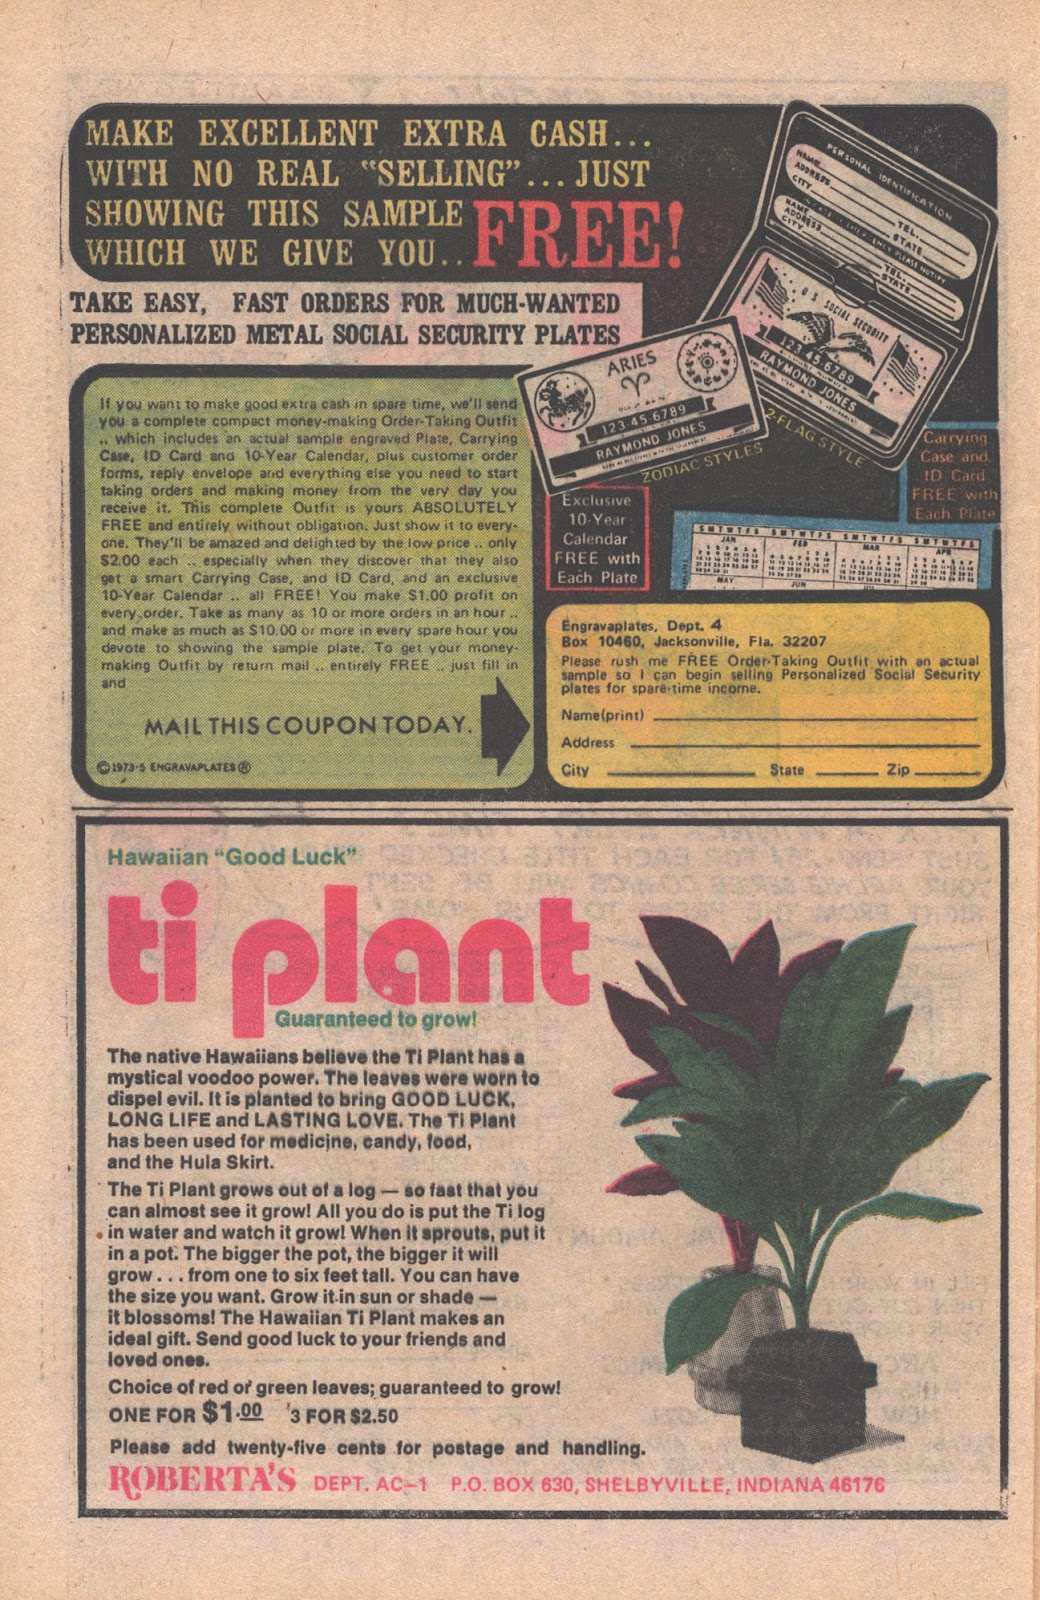 MAKE EXCELLENT EXTRA CASH...
WITH NO REAL "SELLING"... JUST
SHOWING THIS SAMPLE
WHICH WE GIVE YOU.. FREE!
TAKE EASY, FAST ORDERS FOR MUCH-WANTED
PERSONALIZED METAL SOCIAL SECURITY PLATES
If you want to make good extra cash in spare time, we'll send
you a complete compact money-making Order-Taking Outfit
.. which includes an actual sample engraved Plate, Carrying
Case, ID Card and 10-Year Calendar, plus customer order
forms, reply envelope and everything else you need to start
taking orders and making money from the very day you
receive it. This complete Outfit is yours ABSOLUTELY
FREE and entirely without obligation. Just show it to every-
one. They'll be amazed and delighted by the low price .. only
$2.00 each .. especially when they discover that they also
get a smart Carrying Case, and ID Card, and an exclusive
10-Year Calendar .. all FREE! You make $1.00 profit on
every order. Take as many as 10 or more orders in an hour ..
and make as much as $10.00 or more in every spare hour you
devote to showing the sample plate. To get your money-
making Outfit by return mail .. entirely FREE .. just fill in
and
MAIL THIS COUPON TODAY.
©1973-5 ENGRAVAPLATES®
PERSONAL IDENTIFICATION
NAME
ADDRESS
CITY
TEL.
STATE
NAME
ADDRESS
CITY
TEL.
STATE
U S SOCIAL SECURITY
123 45 6789
RAYMOND JONES
2-FLAG STYLE
ARIES
123-45-6789
RAYMOND JONES
ZODIAC STYLES
Carrying
Case and
ID Card
FREE with
Each Plate
Exclusive
10-Year
Calendar
FREE with
Each Plate
S M T W T F S S M T W T F S S M T W T F S S M T W T F S
JAN FEB MAR APR
MAY JUN
Engravaplates, Dept. 4
Box 10460, Jacksonville, Fla. 32207
Please rush me FREE Order-Taking Outfit with an actual
sample so I can begin selling Personalized Social Security
plates for spare-time income.
Name(print)
Address
City State Zip
Hawaiian "Good Luck"
ti plant
Guaranteed to grow!
The native Hawaiians believe the Ti Plant has a
mystical voodoo power. The leaves were worn to
dispel evil. It is planted to bring GOOD LUCK,
LONG LIFE and LASTING LOVE. The Ti Plant
has been used for medicine, candy, food,
and the Hula Skirt.
The Ti Plant grows out of a log — so fast that you
can almost see it grow! All you do is put the Ti log
in water and watch it grow! When it sprouts, put it
in a pot. The bigger the pot, the bigger it will
grow . . . from one to six feet tall. You can have
the size you want. Grow it in sun or shade —
it blossoms! The Hawaiian Ti Plant makes an
ideal gift. Send good luck to your friends and
loved ones.
Choice of red or green leaves; guaranteed to grow!
ONE FOR $1.00 3 FOR $2.50
Please add twenty-five cents for postage and handling.
ROBERTA'S DEPT. AC-1 P.O. BOX 630, SHELBYVILLE, INDIANA 46176